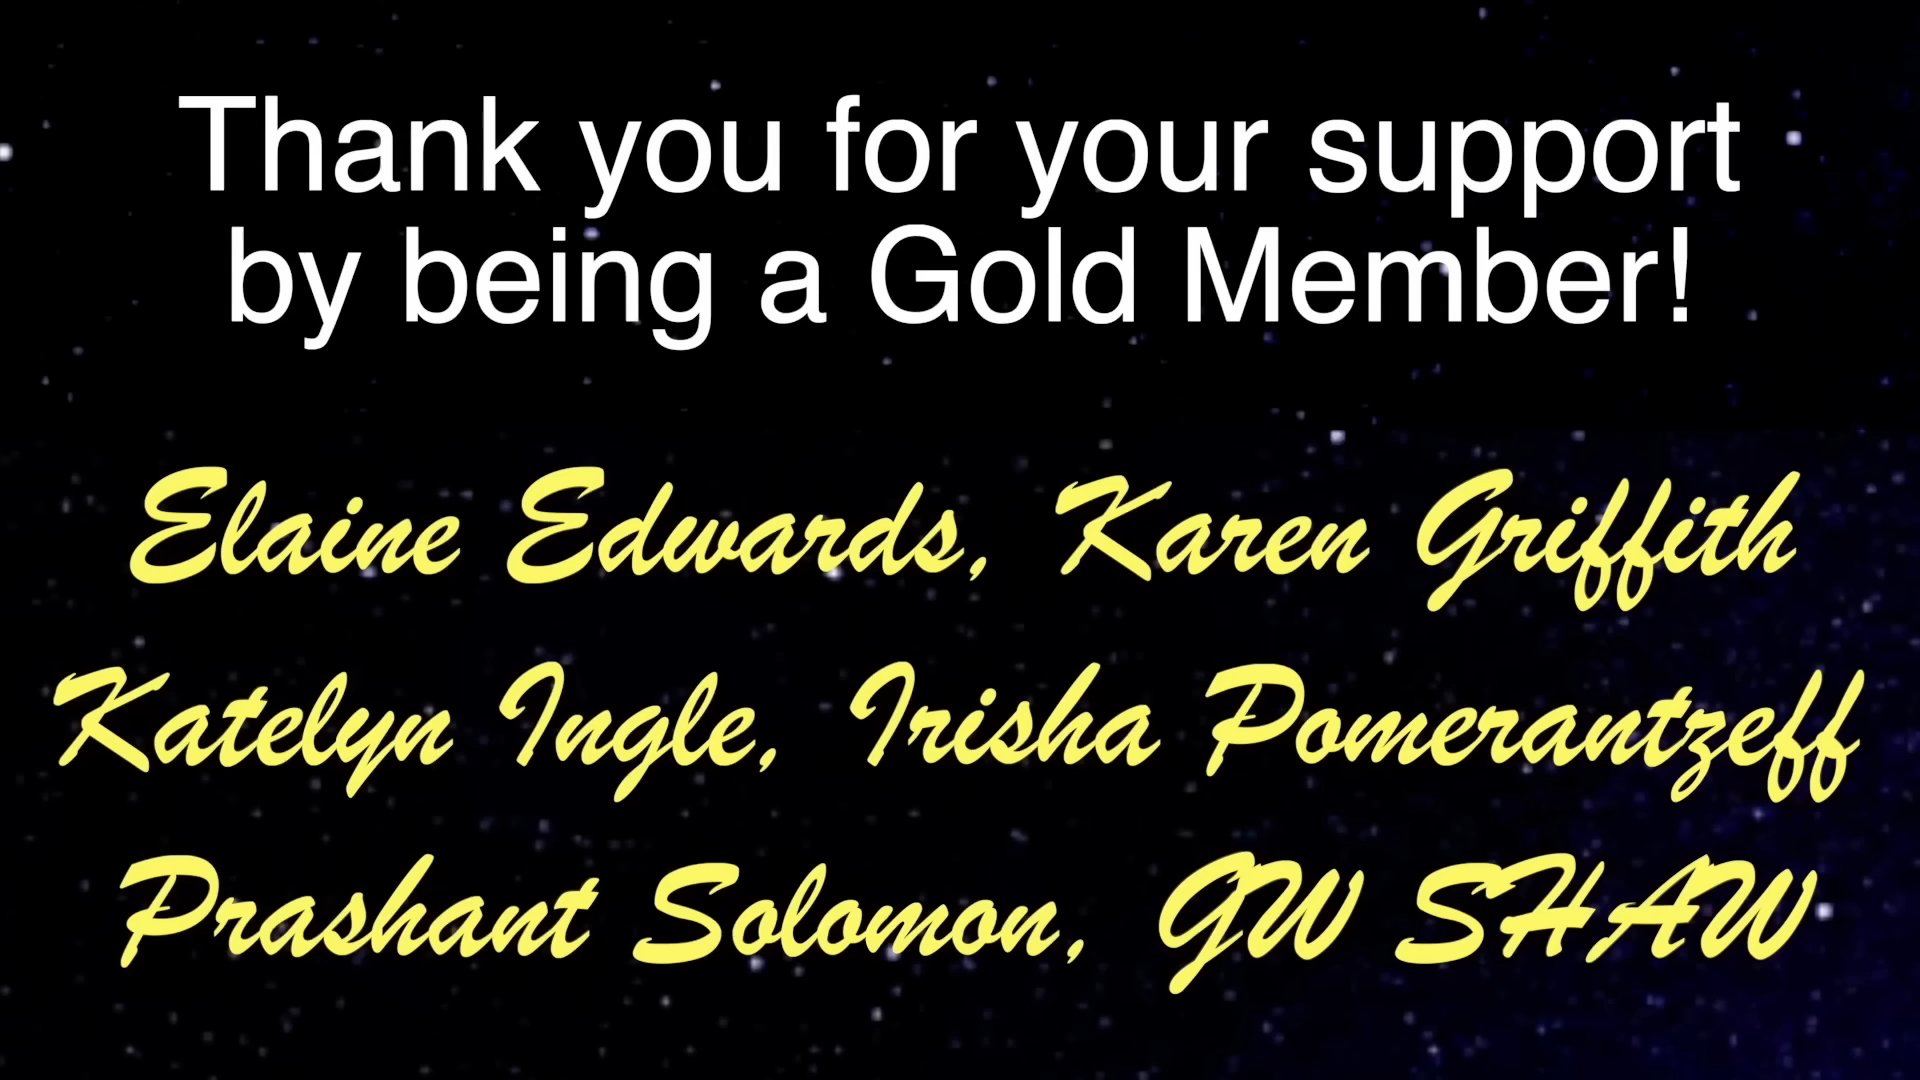 Thank you for your support
by being a Gold Member!
Elaine Edwards, Karen Griffith
Katelyn Ingle, Irisha Pomerantzeff
Prashant Solomon, GW SHAW